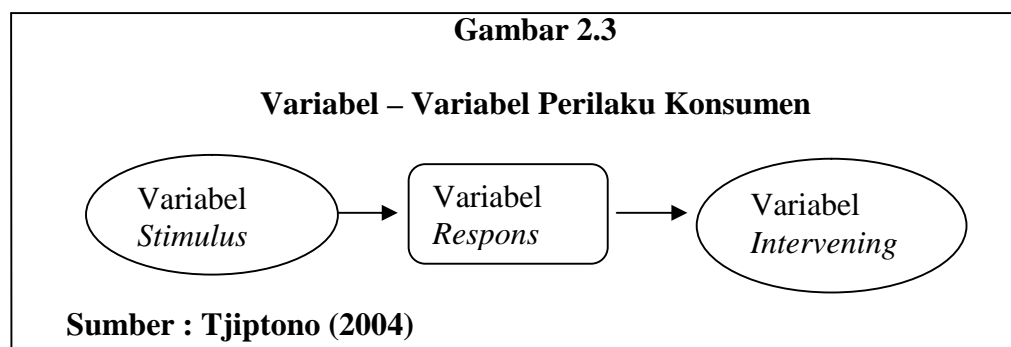 Gambar 2.3
Variabel – Variabel Perilaku Konsumen
Variabel
Stimulus
Variabel
Respons
Variabel
Intervening
Sumber : Tjiptono (2004)